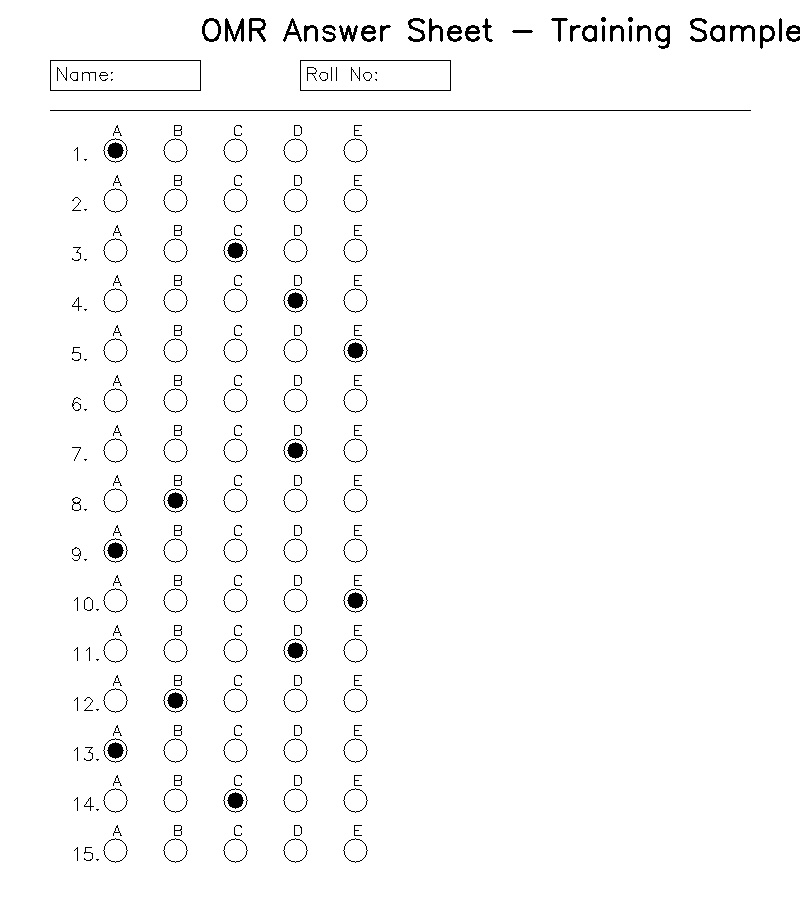 OMR Answer Sheet - Training Sample
Name: Roll No:
A B C D E
1.
A B C D E
2.
A B C D E
3.
A B C D E
4.
A B C D E
5.
A B C D E
6.
A B C D E
7.
A B C D E
8.
A B C D E
9.
A B C D E
10.
A B C D E
11.
A B C D E
12.
A B C D E
13.
A B C D E
14.
A B C D E
15.